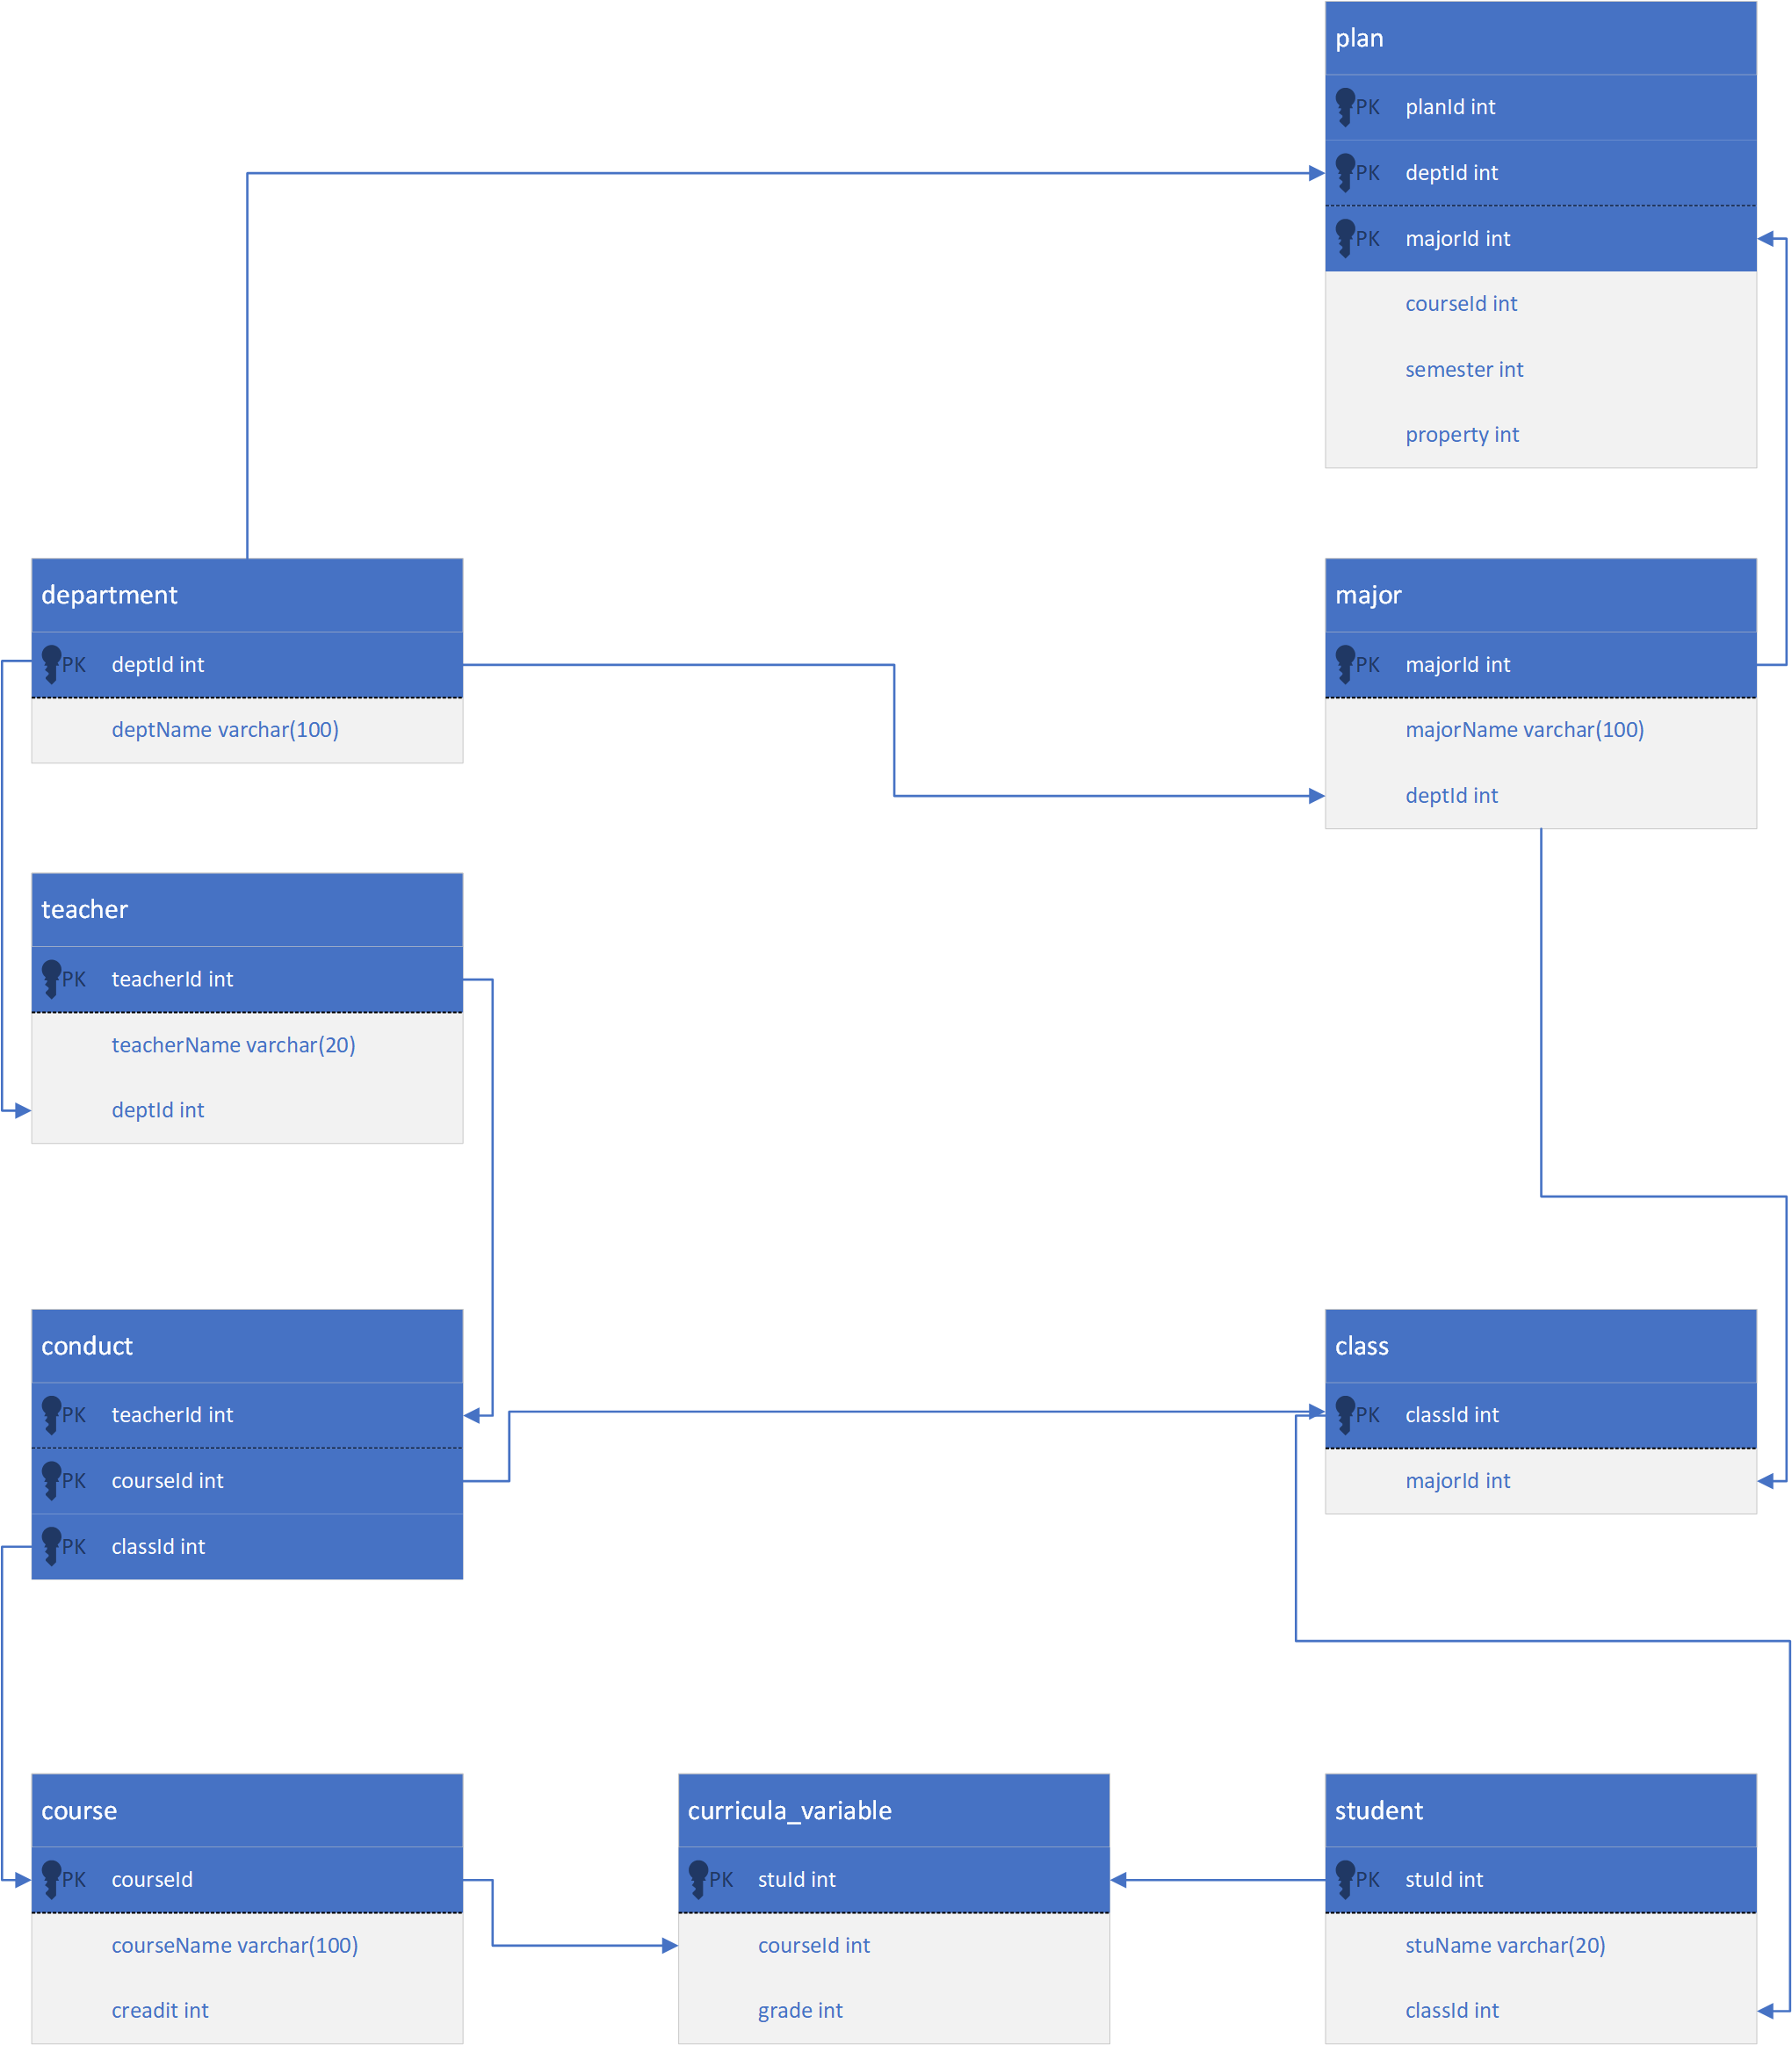 plan
PK planId int
PK deptId int
PK majorId int
courseId int
semester int
property int
department
PK deptId int
deptName varchar(100)
major
PK majorId int
majorName varchar(100)
deptId int
teacher
PK teacherId int
teacherName varchar(20)
deptId int
conduct
PK teacherId int
PK courseId int
PK classId int
class
PK classId int
majorId int
course
PK courseId
courseName varchar(100)
creadit int
curricula_variable
PK stuId int
courseId int
grade int
student
PK stuId int
stuName varchar(20)
classId int